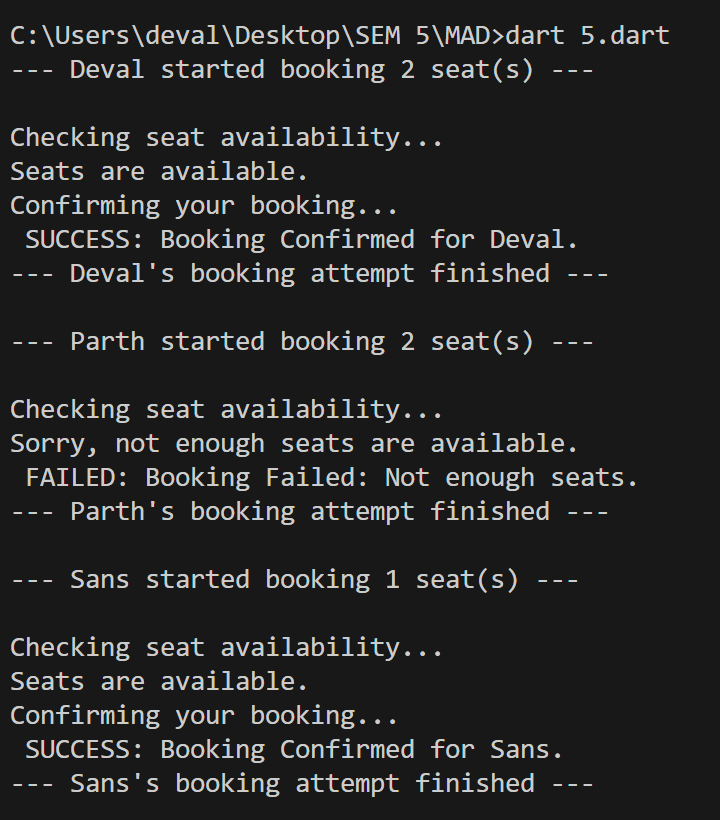 C:\Users\deval\Desktop\SEM 5\MAD>dart 5.dart
--- Deval started booking 2 seat(s) ---
Checking seat availability...
Seats are available.
Confirming your booking...
SUCCESS: Booking Confirmed for Deval.
--- Deval's booking attempt finished ---
--- Parth started booking 2 seat(s) ---
Checking seat availability...
Sorry, not enough seats are available.
FAILED: Booking Failed: Not enough seats.
--- Parth's booking attempt finished ---
--- Sans started booking 1 seat(s) ---
Checking seat availability...
Seats are available.
Confirming your booking...
SUCCESS: Booking Confirmed for Sans.
--- Sans's booking attempt finished ---